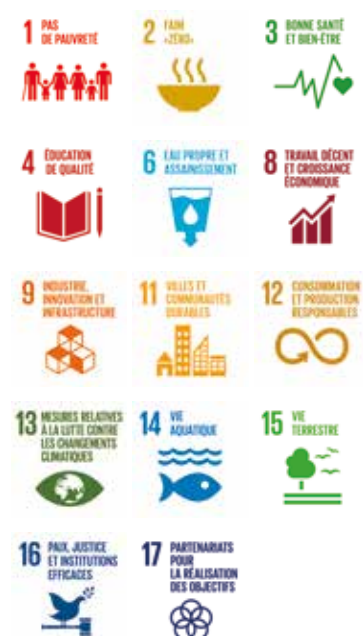 1 PAS
DE PAUVRETÉ
2 FAIM
«ZÉRO»
3 BONNE SANTÉ
ET BIEN-ÊTRE
4 ÉDUCATION
DE QUALITÉ
6 EAU PROPRE ET
ASSAINISSEMENT
8 TRAVAIL DÉCENT
ET CROISSANCE
ÉCONOMIQUE
9 INDUSTRIE,
INNOVATION ET
INFRASTRUCTURE
11 VILLES ET
COMMUNAUTÉS
DURABLES
12 CONSOMMATION
ET PRODUCTION
RESPONSABLES
13 MESURES RELATIVES
À LA LUTTE CONTRE
LES CHANGEMENTS
CLIMATIQUES
14 VIE
AQUATIQUE
15 VIE
TERRESTRE
16 PAIX, JUSTICE
ET INSTITUTIONS
EFFICACES
17 PARTENARIATS
POUR
LA RÉALISATION
DES OBJECTIFS